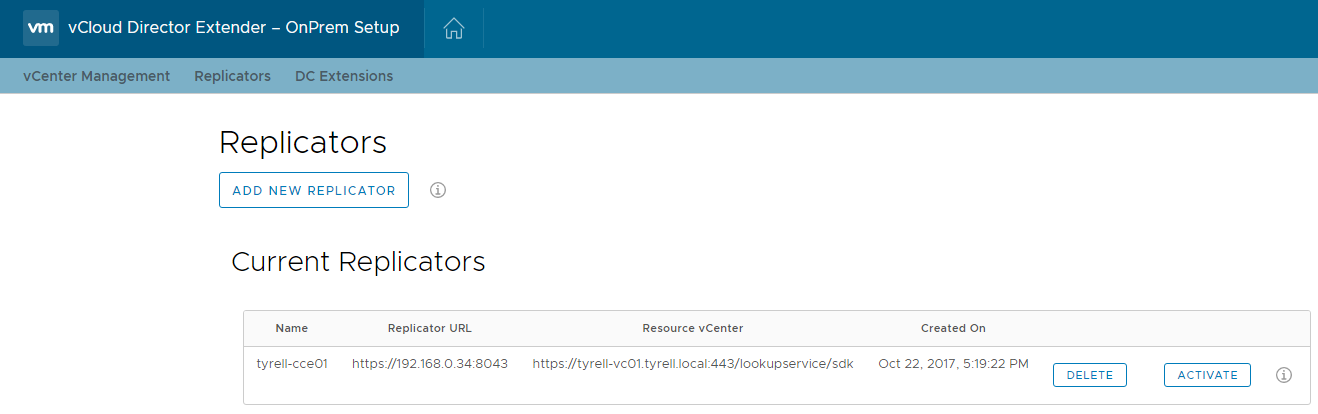 vm vCloud Director Extender – OnPrem Setup
vCenter Management Replicators DC Extensions
Replicators
ADD NEW REPLICATOR
Current Replicators
Name Replicator URL Resource vCenter Created On
tyrell-cce01 https://192.168.0.34:8043 https://tyrell-vc01.tyrell.local:443/lookupservice/sdk Oct 22, 2017, 5:19:22 PM DELETE ACTIVATE